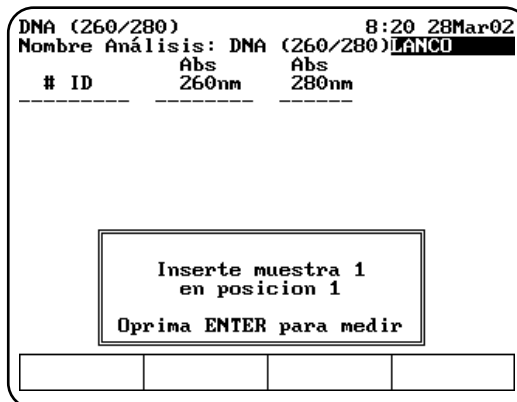 DNA (260/280) 8:20 28Mar02
Nombre Análisis: DNA (260/280)LANCO
Abs Abs
# ID 260nm 280nm
Inserte muestra 1
en posicion 1
Oprima ENTER para medir